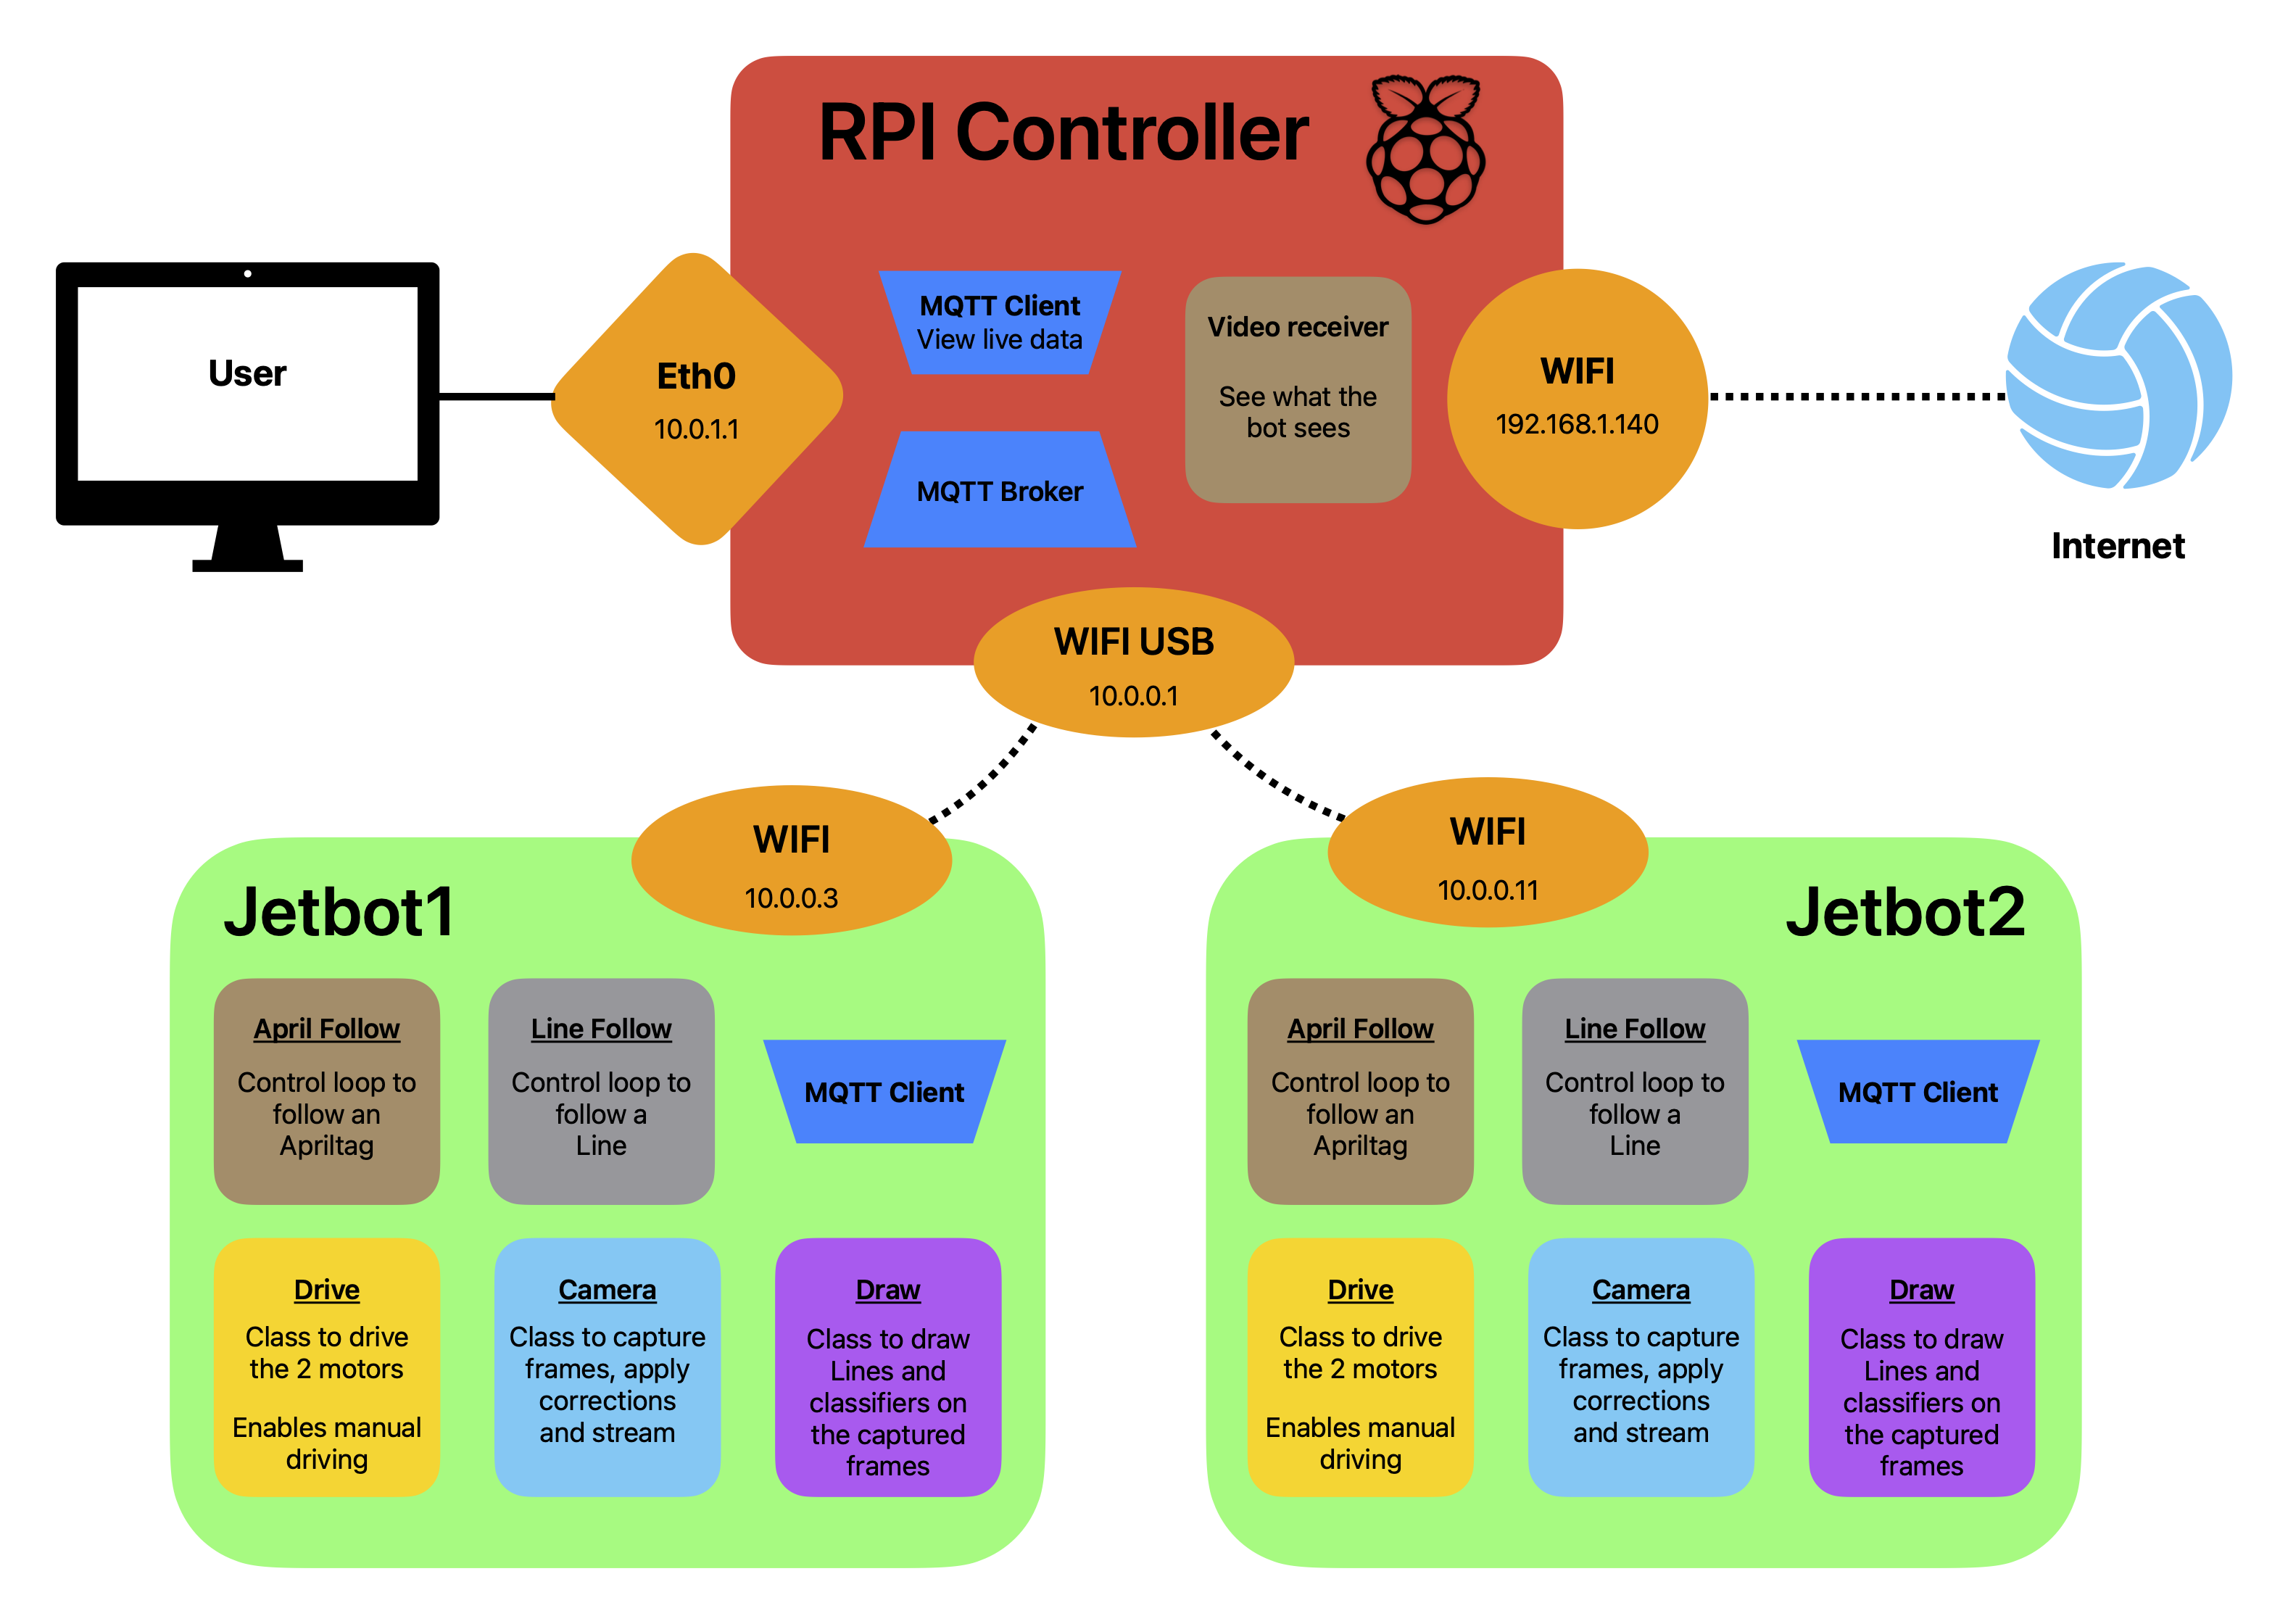 RPI Controller
User
Eth0
10.0.1.1
MQTT Client
View live data
MQTT Broker
Video receiver
See what the
bot sees
WIFI
192.168.1.140
Internet
WIFI USB
10.0.0.1
WIFI
10.0.0.3
Jetbot1
April Follow
Control loop to
follow an
Apriltag
Line Follow
Control loop to
follow a
Line
MQTT Client
Drive
Class to drive
the 2 motors
Enables manual
driving
Camera
Class to capture
frames, apply
corrections
and stream
Draw
Class to draw
Lines and
classifiers on
the captured
frames
WIFI
10.0.0.11
Jetbot2
April Follow
Control loop to
follow an
Apriltag
Line Follow
Control loop to
follow a
Line
MQTT Client
Drive
Class to drive
the 2 motors
Enables manual
driving
Camera
Class to capture
frames, apply
corrections
and stream
Draw
Class to draw
Lines and
classifiers on
the captured
frames